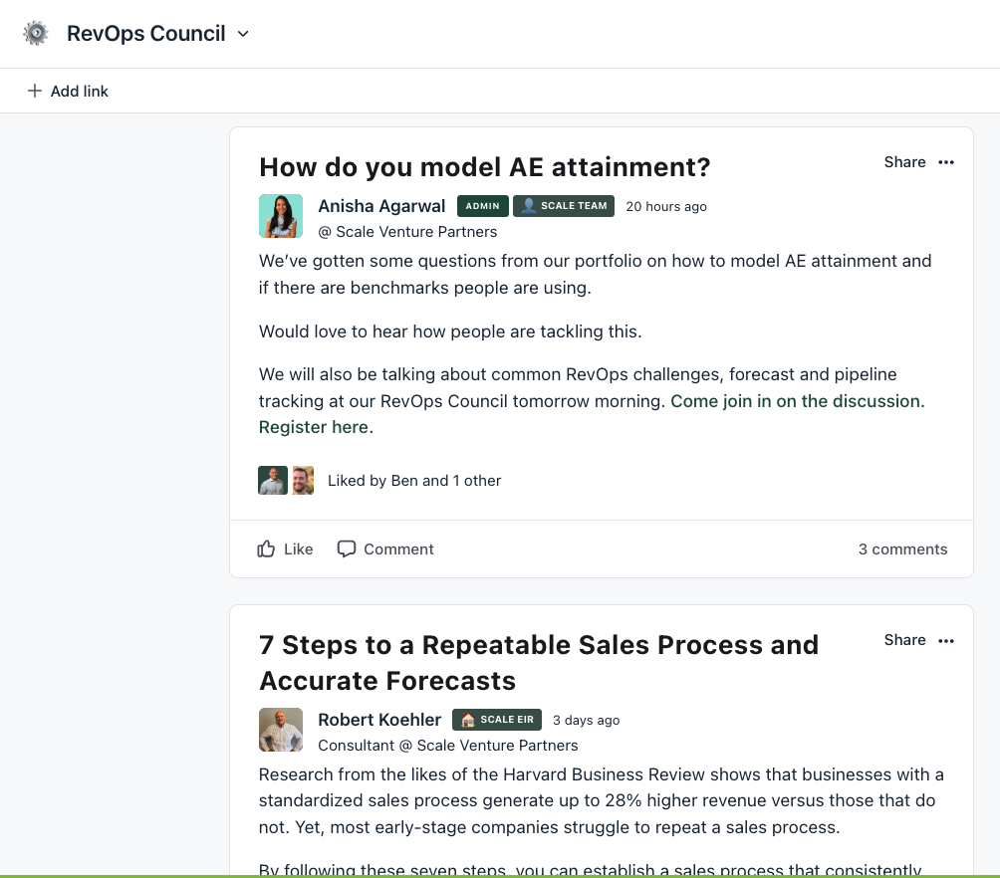 RevOps Council
Add link
How do you model AE attainment?
Share
Anisha Agarwal ADMIN SCALE TEAM 20 hours ago
@ Scale Venture Partners
We’ve gotten some questions from our portfolio on how to model AE attainment and
if there are benchmarks people are using.
Would love to hear how people are tackling this.
We will also be talking about common RevOps challenges, forecast and pipeline
tracking at our RevOps Council tomorrow morning. Come join in on the discussion.
Register here.
Liked by Ben and 1 other
Like Comment 3 comments
7 Steps to a Repeatable Sales Process and
Accurate Forecasts
Share
Robert Koehler SCALE EIR 3 days ago
Consultant @ Scale Venture Partners
Research from the likes of the Harvard Business Review shows that businesses with a
standardized sales process generate up to 28% higher revenue versus those that do
not. Yet, most early-stage companies struggle to repeat a sales process.
By following these seven steps, you can establish a sales process that consistently